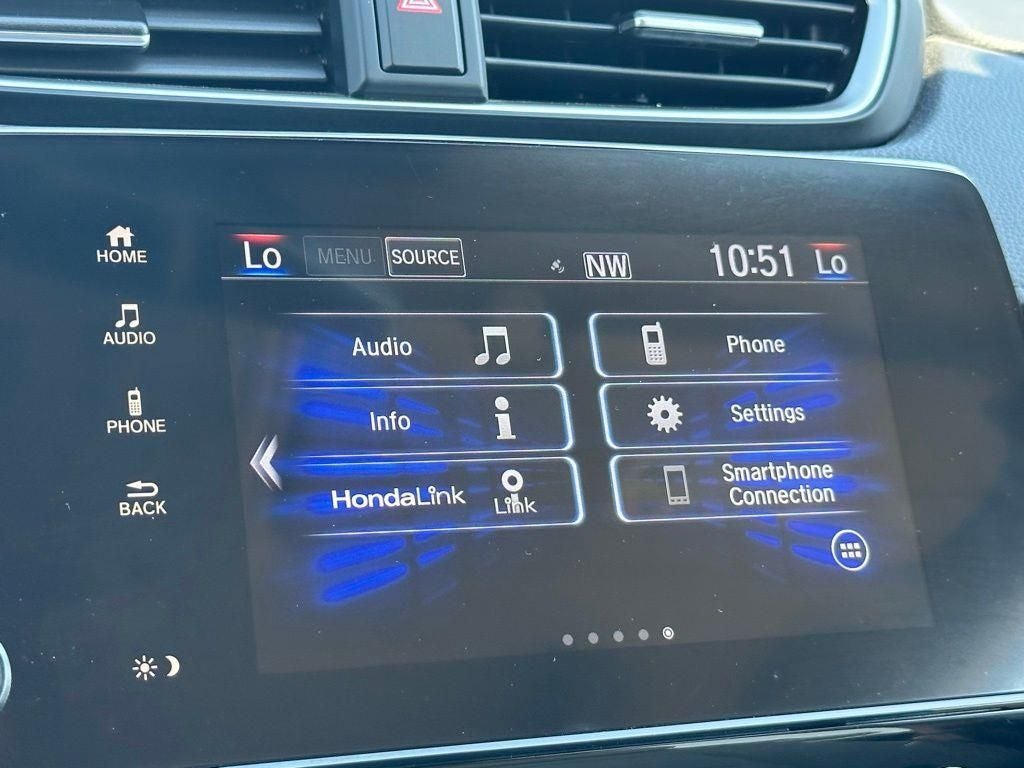 HOME
AUDIO
PHONE
BACK
Lo MENU SOURCE NW 10:51 Lo
Audio Phone
Info Settings
HondaLink Link Smartphone
Connection